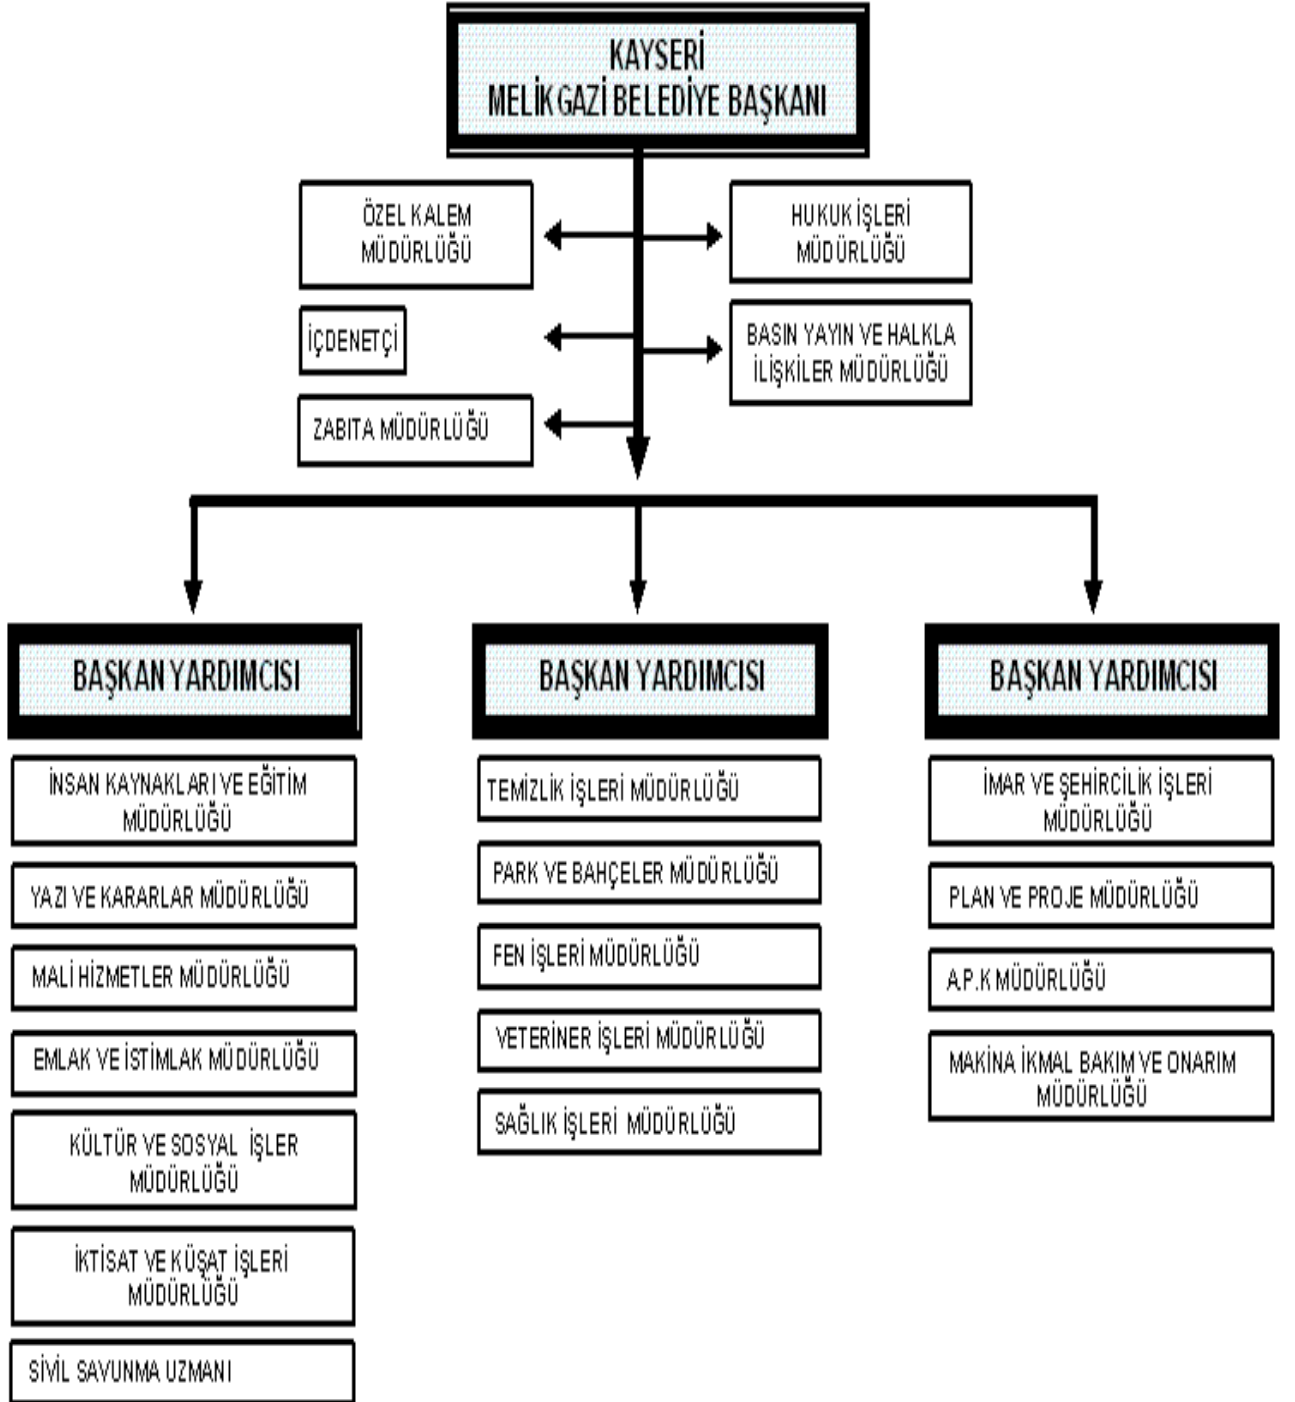 KAYSERİ
MELİKGAZİ BELEDİYE BAŞKANI
ÖZEL KALEM
MÜDÜRLÜĞÜ
HUKUK İŞLERİ
MÜDÜRLÜĞÜ
İÇDENETÇİ
BASIN YAYIN VE HALKLA
İLİŞKİLER MÜDÜRLÜĞÜ
ZABITA MÜDÜRLÜĞÜ
BAŞKAN YARDIMCISI
İNSAN KAYNAKLARI VE EĞİTİM
MÜDÜRLÜĞÜ
YAZI VE KARARLAR MÜDÜRLÜĞÜ
MALİ HİZMETLER MÜDÜRLÜĞÜ
EMLAK VE İSTİMLAK MÜDÜRLÜĞÜ
KÜLTÜR VE SOSYAL İŞLER
MÜDÜRLÜĞÜ
İKTİSAT VE KÜŞAT İŞLERİ
MÜDÜRLÜĞÜ
SİVİL SAVUNMA UZMANI
BAŞKAN YARDIMCISI
TEMİZLİK İŞLERİ MÜDÜRLÜĞÜ
PARK VE BAHÇELER MÜDÜRLÜĞÜ
FEN İŞLERİ MÜDÜRLÜĞÜ
VETERİNER İŞLERİ MÜDÜRLÜĞÜ
SAĞLIK İŞLERİ MÜDÜRLÜĞÜ
BAŞKAN YARDIMCISI
İMAR VE ŞEHİRCİLİK İŞLERİ
MÜDÜRLÜĞÜ
PLAN VE PROJE MÜDÜRLÜĞÜ
A.P.K MÜDÜRLÜĞÜ
MAKİNA İKMAL BAKIM VE ONARIM
MÜDÜRLÜĞÜ